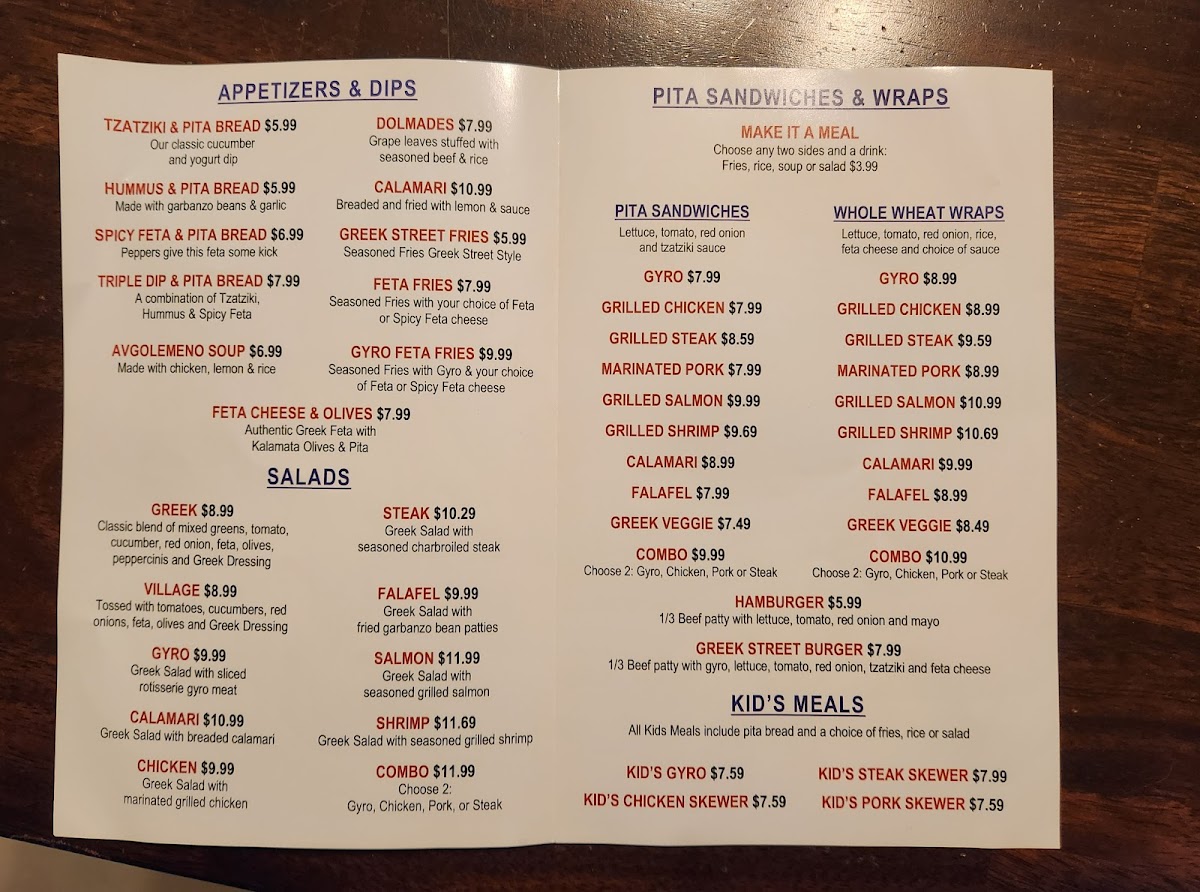 APPETIZERS & DIPS
TZATZIKI & PITA BREAD $5.99
Our classic cucumber
and yogurt dip
HUMMUS & PITA BREAD $5.99
Made with garbanzo beans & garlic
SPICY FETA & PITA BREAD $6.99
Peppers give this feta some kick
TRIPLE DIP & PITA BREAD $7.99
A combination of Tzatziki,
Hummus & Spicy Feta
AVGOLEMENO SOUP $6.99
Made with chicken, lemon & rice
DOLMADES $7.99
Grape leaves stuffed with
seasoned beef & rice
CALAMARI $10.99
Breaded and fried with lemon & sauce
GREEK STREET FRIES $5.99
Seasoned Fries Greek Street Style
FETA FRIES $7.99
Seasoned Fries with your choice of Feta
or Spicy Feta cheese
GYRO FETA FRIES $9.99
Seasoned Fries with Gyro & your choice
of Feta or Spicy Feta cheese
FETA CHEESE & OLIVES $7.99
Authentic Greek Feta with
Kalamata Olives & Pita
SALADS
GREEK $8.99
Classic blend of mixed greens, tomato,
cucumber, red onion, feta, olives,
peppercinis and Greek Dressing
VILLAGE $8.99
Tossed with tomatoes, cucumbers, red
onions, feta, olives and Greek Dressing
GYRO $9.99
Greek Salad with sliced
rotisserie gyro meat
CALAMARI $10.99
Greek Salad with breaded calamari
CHICKEN $9.99
Greek Salad with
marinated grilled chicken
STEAK $10.29
Greek Salad with
seasoned charbroiled steak
FALAFEL $9.99
Greek Salad with
fried garbanzo bean patties
SALMON $11.99
Greek Salad with
seasoned grilled salmon
SHRIMP $11.69
Greek Salad with seasoned grilled shrimp
COMBO $11.99
Choose 2:
Gyro, Chicken, Pork, or Steak
PITA SANDWICHES & WRAPS
MAKE IT A MEAL
Choose any two sides and a drink:
Fries, rice, soup or salad $3.99
PITA SANDWICHES
Lettuce, tomato, red onion
and tzatziki sauce
GYRO $7.99
GRILLED CHICKEN $7.99
GRILLED STEAK $8.59
MARINATED PORK $7.99
GRILLED SALMON $9.99
GRILLED SHRIMP $9.69
CALAMARI $8.99
FALAFEL $7.99
GREEK VEGGIE $7.49
COMBO $9.99
Choose 2: Gyro, Chicken, Pork or Steak
WHOLE WHEAT WRAPS
Lettuce, tomato, red onion, rice,
feta cheese and choice of sauce
GYRO $8.99
GRILLED CHICKEN $8.99
GRILLED STEAK $9.59
MARINATED PORK $8.99
GRILLED SALMON $10.99
GRILLED SHRIMP $10.69
CALAMARI $9.99
FALAFEL $8.99
GREEK VEGGIE $8.49
COMBO $10.99
Choose 2: Gyro, Chicken, Pork or Steak
HAMBURGER $5.99
1/3 Beef patty with lettuce, tomato, red onion and mayo
GREEK STREET BURGER $7.99
1/3 Beef patty with gyro, lettuce, tomato, red onion, tzatziki and feta cheese
KID'S MEALS
All Kids Meals include pita bread and a choice of fries, rice or salad
KID'S GYRO $7.59
KID'S CHICKEN SKEWER $7.59
KID'S STEAK SKEWER $7.99
KID'S PORK SKEWER $7.59